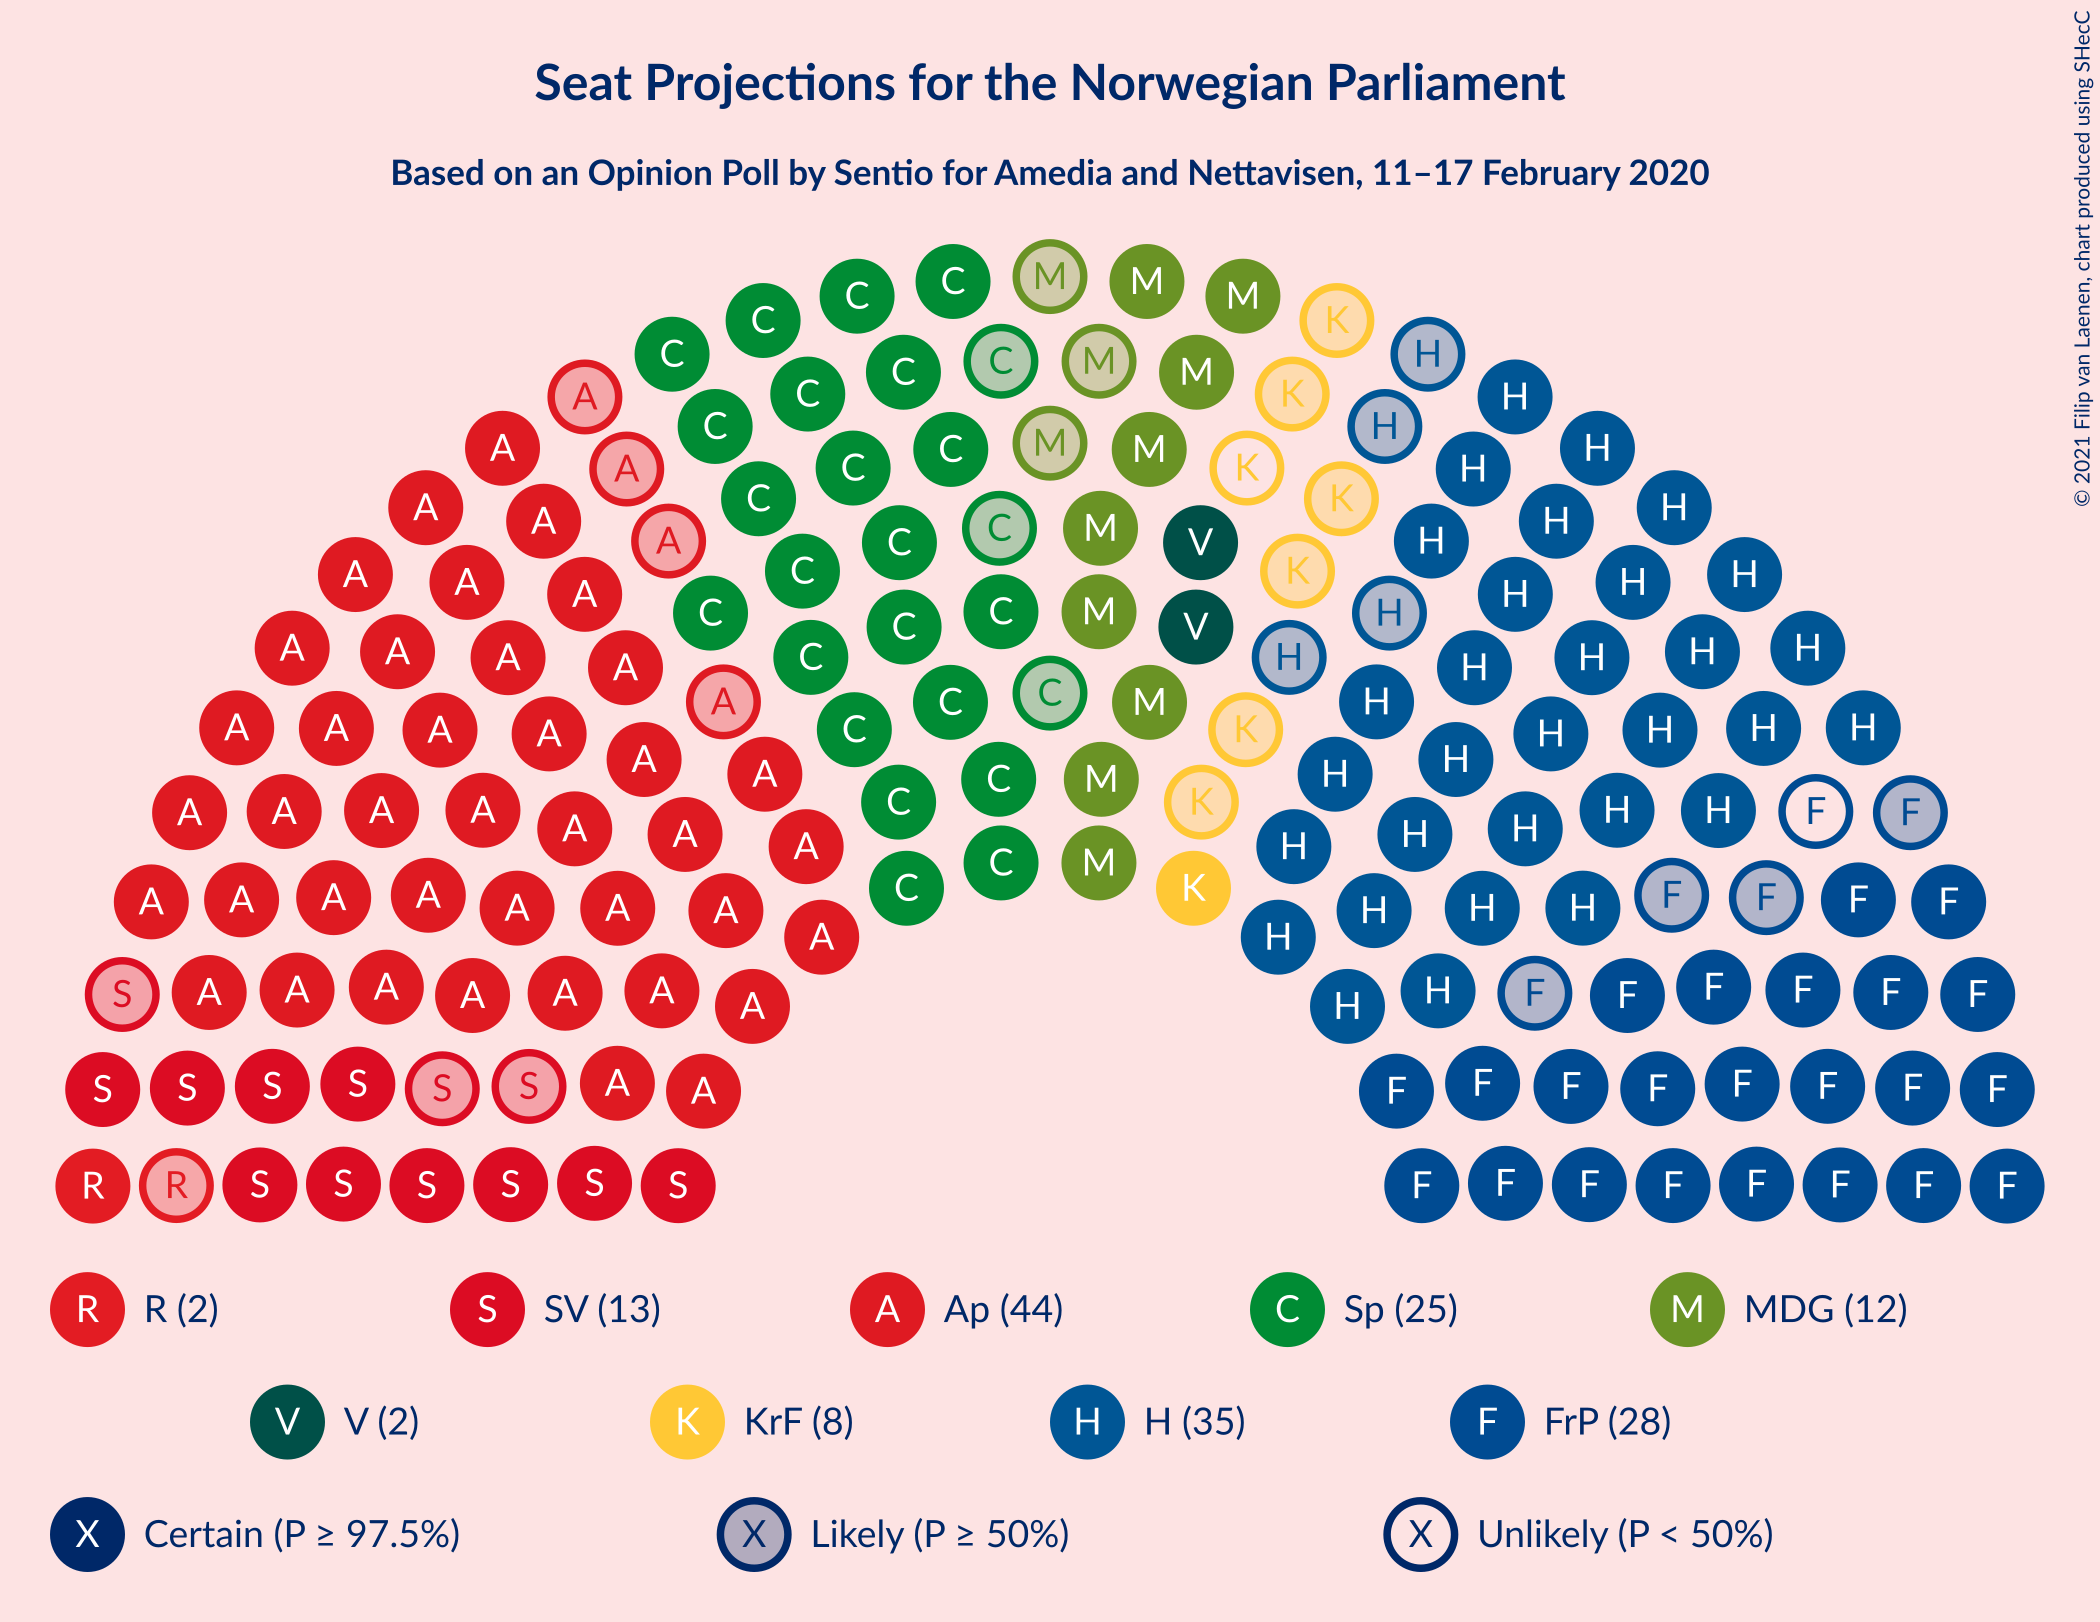 Seat Projections for the Norwegian Parliament
Based on an Opinion Poll by Sentio for Amedia and Nettavisen, 11–17 February 2020
© 2021 Filip van Laenen, chart produced using SHecC
C C M M M
C C K
C C M M H
A C C K H
A C C M M K H H
A A C C K H H
A A A C C C M V K H H H
A A A C K H H H
A A A A C C C M V H H H H H
A A A A A C C C M K H H H H H H
A A A A A A A C C M K H H H H H H H
A A A A A A A C C M K H H H H H F F
A A A A A A A A C H H H H F F F F
S A A A A A A A H H F F F F F F
S S S S S S A A F F F F F F F F
R R S S S S S S F F F F F F F F
R R (2) S SV (13) A Ap (44) C Sp (25) M MDG (12)
V V (2) K KrF (8) H H (35) F FrP (28)
X Certain (P ≥ 97.5%) X Likely (P ≥ 50%) X Unlikely (P < 50%)